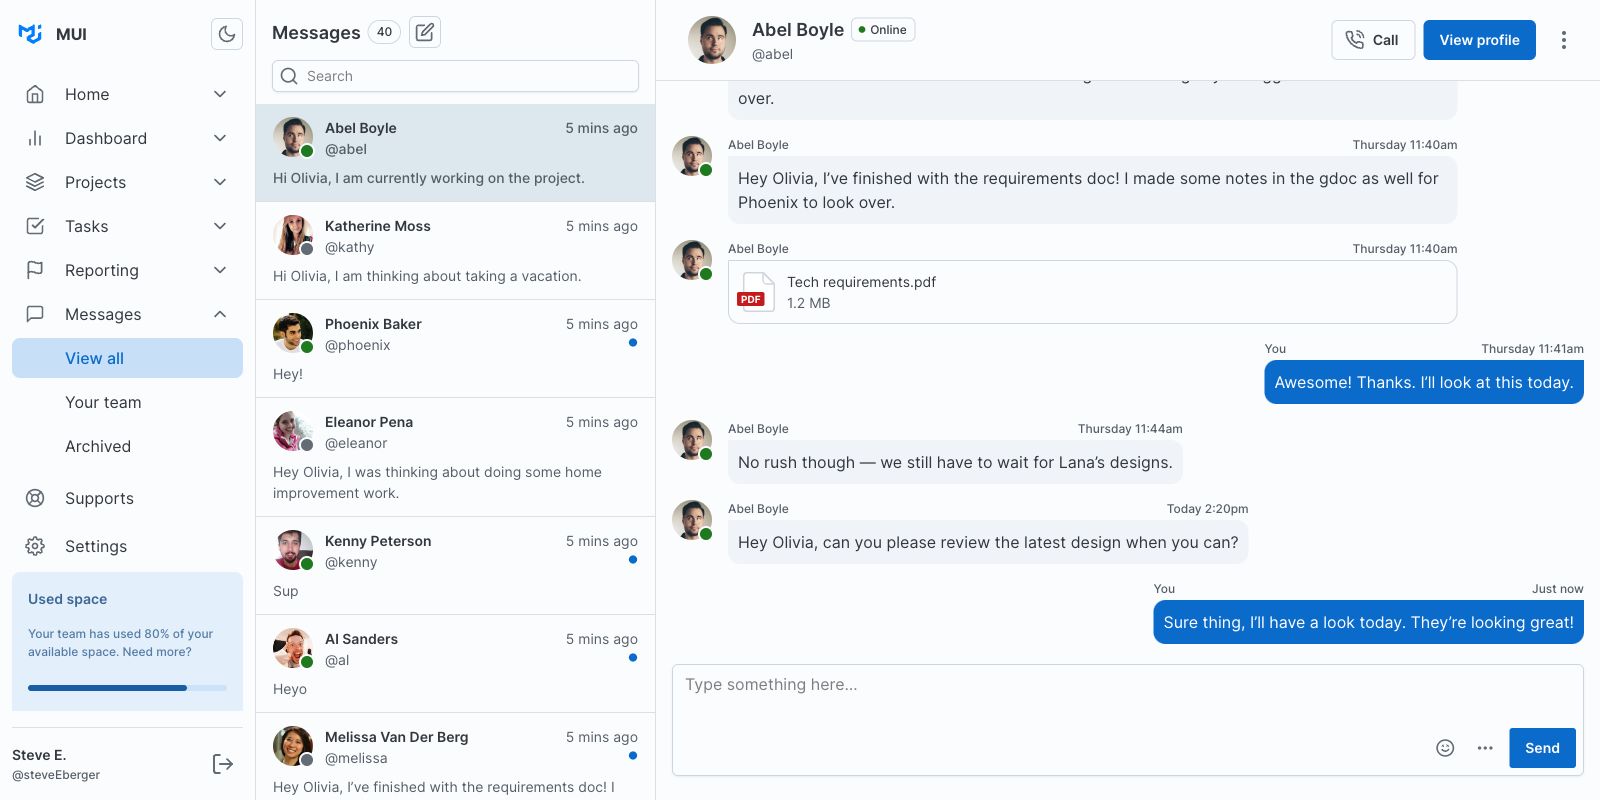 MUI
Home
Dashboard
Projects
Tasks
Reporting
Messages
View all
Your team
Archived
Supports
Settings
Used space
Your team has used 80% of your
available space. Need more?
Steve E.
@steveEberger
Messages 40
Search
Abel Boyle 5 mins ago
@abel
Hi Olivia, I am currently working on the project.
Katherine Moss 5 mins ago
@kathy
Hi Olivia, I am thinking about taking a vacation.
Phoenix Baker 5 mins ago
@phoenix
Hey!
Eleanor Pena 5 mins ago
@eleanor
Hey Olivia, I was thinking about doing some home
improvement work.
Kenny Peterson 5 mins ago
@kenny
Sup
Al Sanders 5 mins ago
@al
Heyo
Melissa Van Der Berg 5 mins ago
@melissa
Hey Olivia, I’ve finished with the requirements doc! I
Abel Boyle Online
@abel
Call
View profile
over.
Abel Boyle Thursday 11:40am
Hey Olivia, I’ve finished with the requirements doc! I made some notes in the gdoc as well for
Phoenix to look over.
Abel Boyle Thursday 11:40am
PDF
Tech requirements.pdf
1.2 MB
You Thursday 11:41am
Awesome! Thanks. I’ll look at this today.
Abel Boyle Thursday 11:44am
No rush though — we still have to wait for Lana’s designs.
Abel Boyle Today 2:20pm
Hey Olivia, can you please review the latest design when you can?
You Just now
Sure thing, I’ll have a look today. They’re looking great!
Type something here…
Send